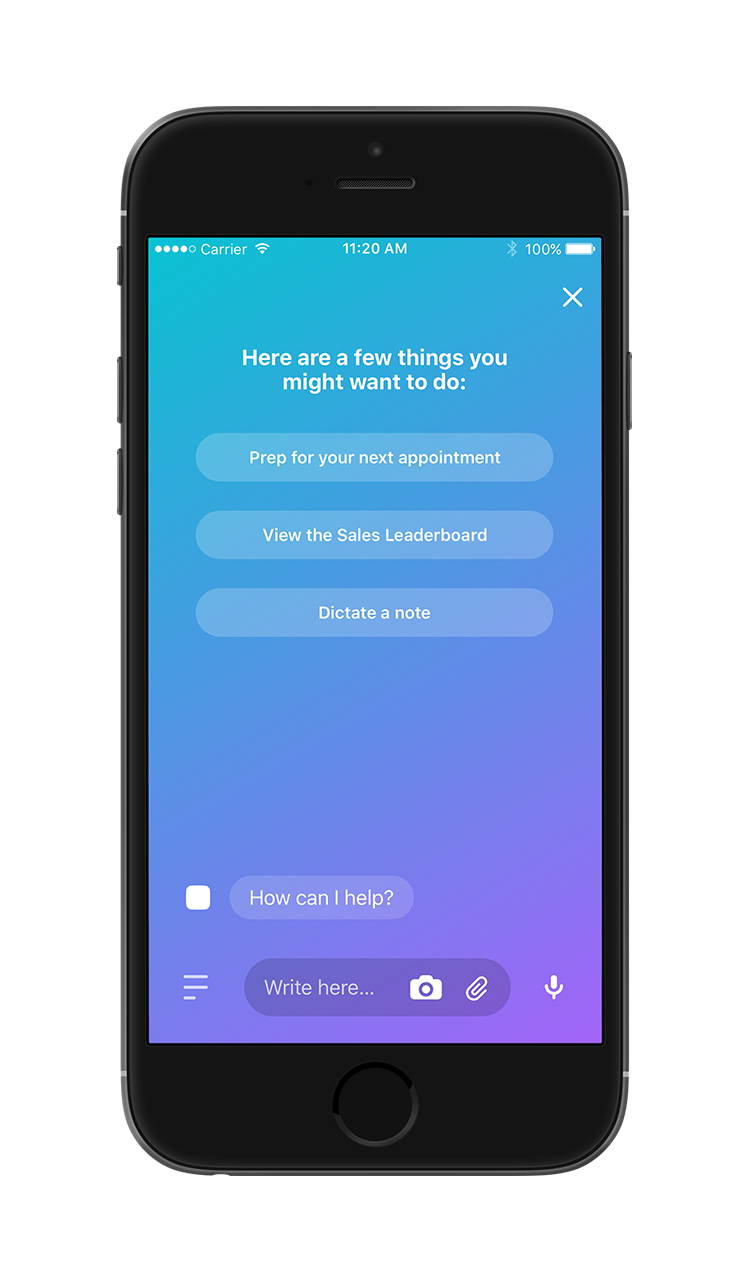 Carrier 11:20 AM 100%
Here are a few things you
might want to do:
Prep for your next appointment
View the Sales Leaderboard
Dictate a note
How can I help?
Write here...